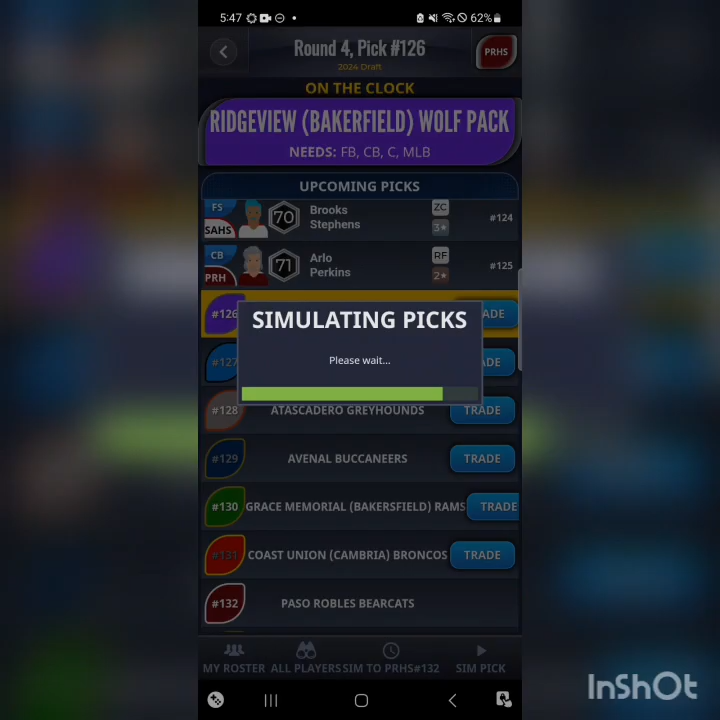 5:47
62%
Round 4, Pick #126
2024 Draft
PRHS
ON THE CLOCK
RIDGEVIEW (BAKERFIELD) WOLF PACK
NEEDS: FB, CB, C, MLB
UPCOMING PICKS
FS
SAHS
70
Brooks
Stephens
ZC
3★
#124
CB
PRH
71
Arlo
Perkins
RF
2★
#125
#126
ADE
SIMULATING PICKS
Please wait...
#127
ADE
#128 ATASCADERO GREYHOUNDS TRADE
#129 AVENAL BUCCANEERS TRADE
#130 GRACE MEMORIAL (BAKERSFIELD) RAMS TRADE
#131 COAST UNION (CAMBRIA) BRONCOS TRADE
#132 PASO ROBLES BEARCATS
MY ROSTER ALL PLAYERS SIM TO PRHS#132 SIM PICK
InShOt